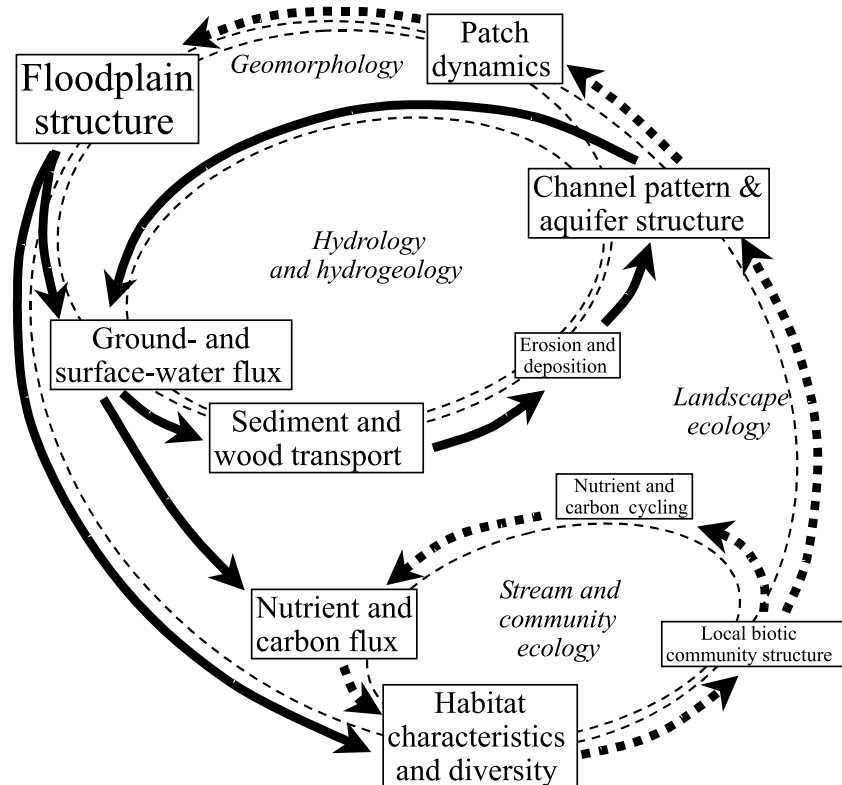 Patch
dynamics
Geomorphology
Floodplain
structure
Channel pattern &
aquifer structure
Hydrology
and hydrogeology
Ground- and
surface-water flux
Erosion and
deposition
Sediment and
wood transport
Landscape
ecology
Nutrient and
carbon cycling
Nutrient and
carbon flux
Stream and
community
ecology
Local biotic
community structure
Habitat
characteristics
and diversity